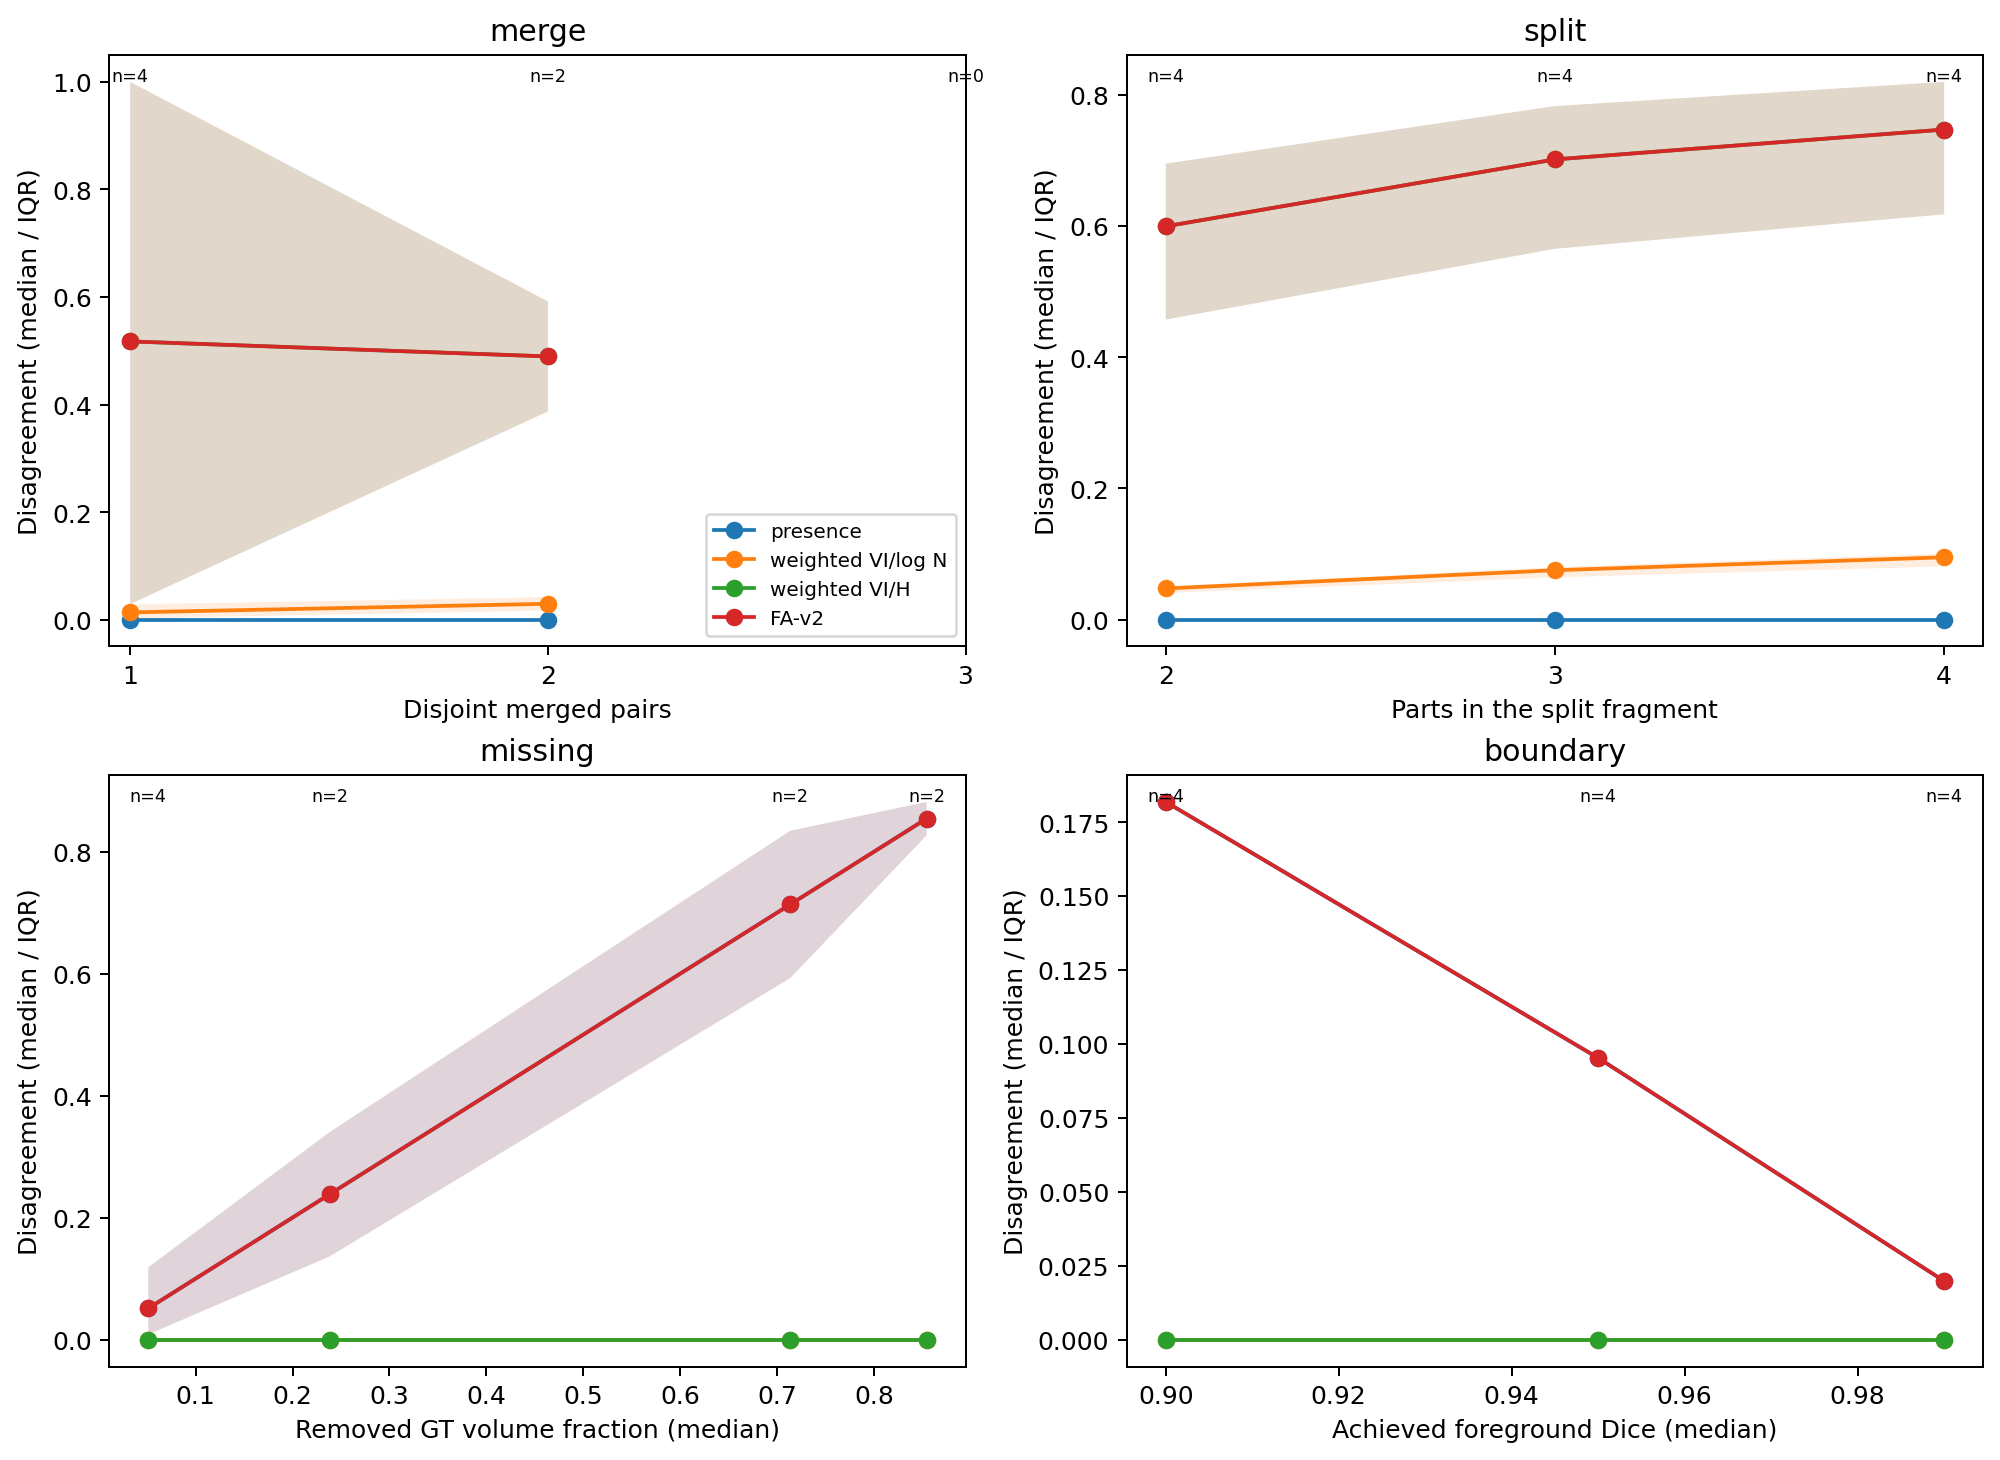 merge
n=4 n=2 n=0
1.0
0.8
0.6
0.4
0.2
0.0
Disagreement (median / IQR)
presence
weighted VI/log N
weighted VI/H
FA-v2
1 2 3
Disjoint merged pairs
split
n=4 n=4 n=4
0.8
0.6
0.4
0.2
0.0
Disagreement (median / IQR)
2 3 4
Parts in the split fragment
missing
n=4 n=2 n=2 n=2
0.8
0.6
0.4
0.2
0.0
Disagreement (median / IQR)
0.1 0.2 0.3 0.4 0.5 0.6 0.7 0.8
Removed GT volume fraction (median)
boundary
n=4 n=4 n=4
0.175
0.150
0.125
0.100
0.075
0.050
0.025
0.000
Disagreement (median / IQR)
0.90 0.92 0.94 0.96 0.98
Achieved foreground Dice (median)